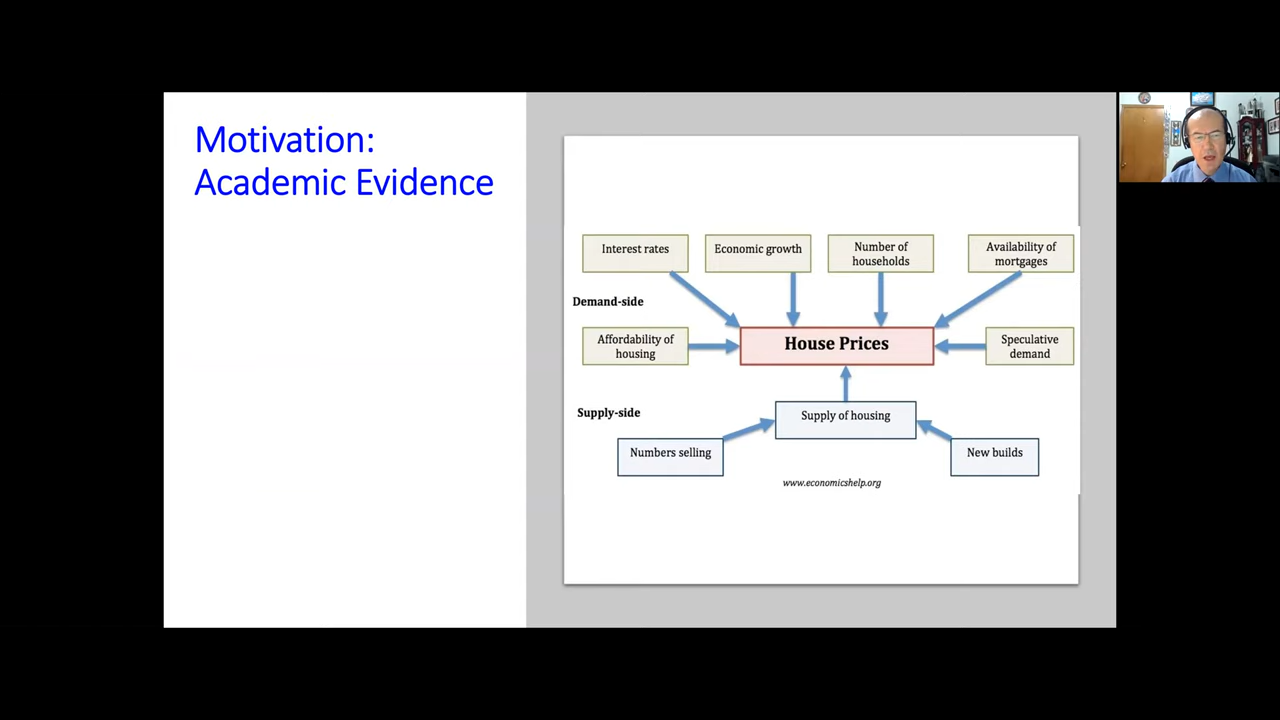 Motivation:
Academic Evidence
Interest rates
Economic growth
Number of
households
Availability of
mortgages
Demand-side
Affordability of
housing
House Prices
Speculative
demand
Supply-side
Supply of housing
Numbers selling
New builds
www.economicshelp.org